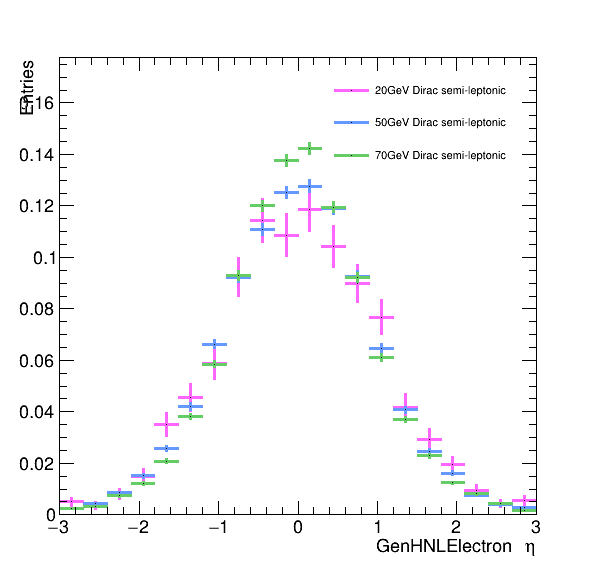 Entries
0.16
0.14
0.12
0.1
0.08
0.06
0.04
0.02
0
20GeV Dirac semi-leptonic
50GeV Dirac semi-leptonic
70GeV Dirac semi-leptonic
−3 −2 −1 0 1 2 3
GenHNLElectron η